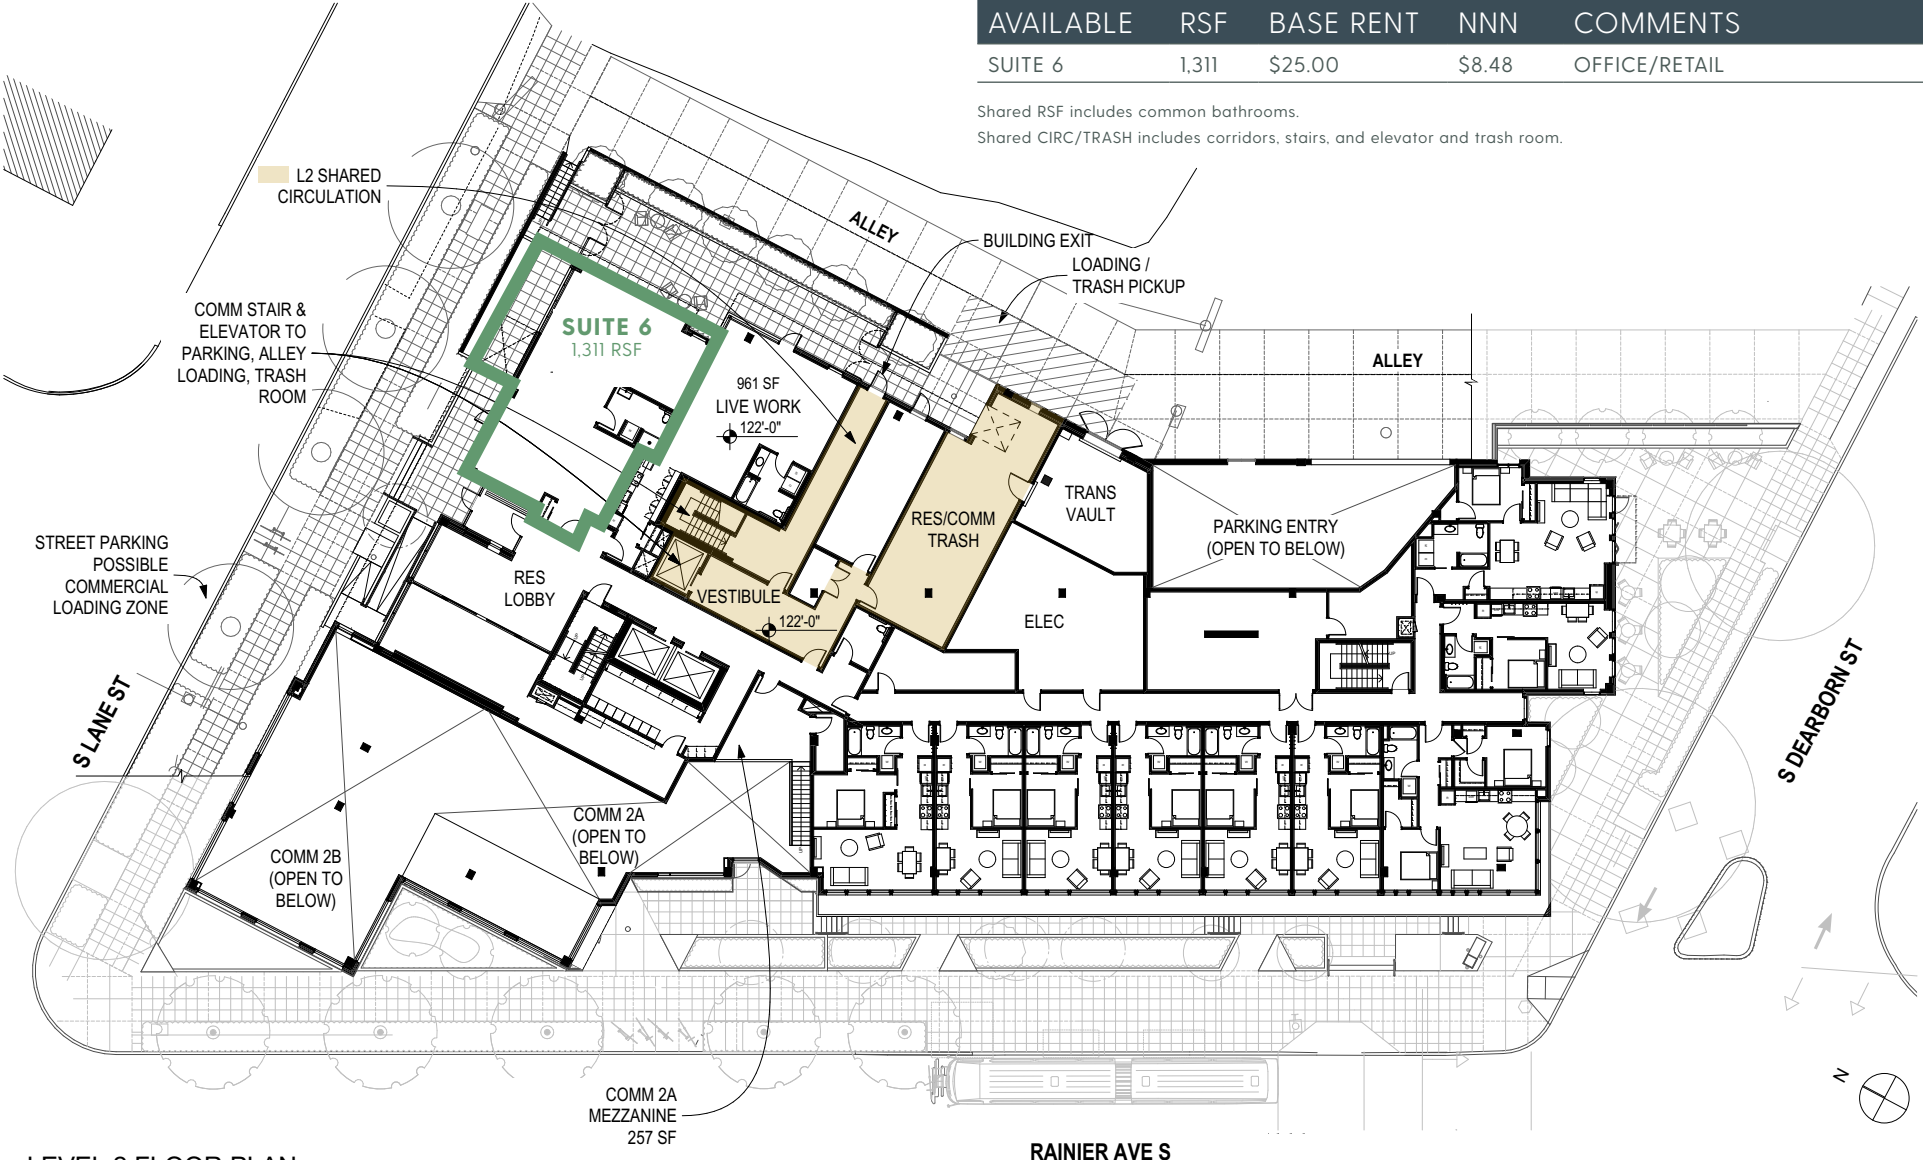 AVAILABLE RSF BASE RENT NNN COMMENTS
SUITE 6 1,311 $25.00 $8.48 OFFICE/RETAIL
Shared RSF includes common bathrooms.
Shared CIRC/TRASH includes corridors, stairs, and elevator and trash room.
L2 SHARED
CIRCULATION
ALLEY
BUILDING EXIT
LOADING /
TRASH PICKUP
COMM STAIR &
ELEVATOR TO
PARKING, ALLEY
LOADING, TRASH
ROOM
SUITE 6
1,311 RSF
ALLEY
961 SF
LIVE WORK
122'-0"
TRANS
VAULT
RES/COMM
TRASH
PARKING ENTRY
(OPEN TO BELOW)
STREET PARKING
POSSIBLE
COMMERCIAL
LOADING ZONE
RES
LOBBY
VESTIBULE
122'-0"
ELEC
S LANE ST
S DEARBORN ST
COMM 2A
(OPEN TO
BELOW)
COMM 2B
(OPEN TO
BELOW)
COMM 2A
MEZZANINE
257 SF
N
RAINIER AVE S